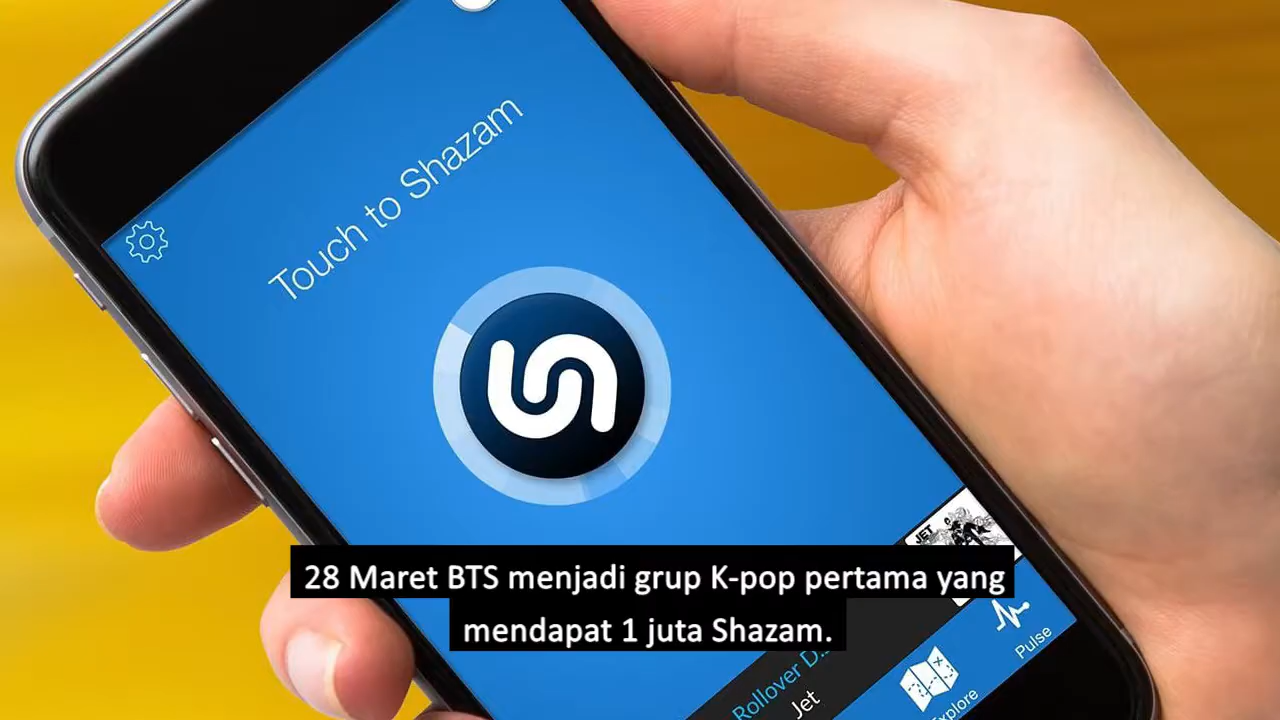 Touch to Shazam
JET
28 Maret BTS menjadi grup K-pop pertama yang
mendapat 1 juta Shazam.
Rollover D.
Jet
Explore
Pulse